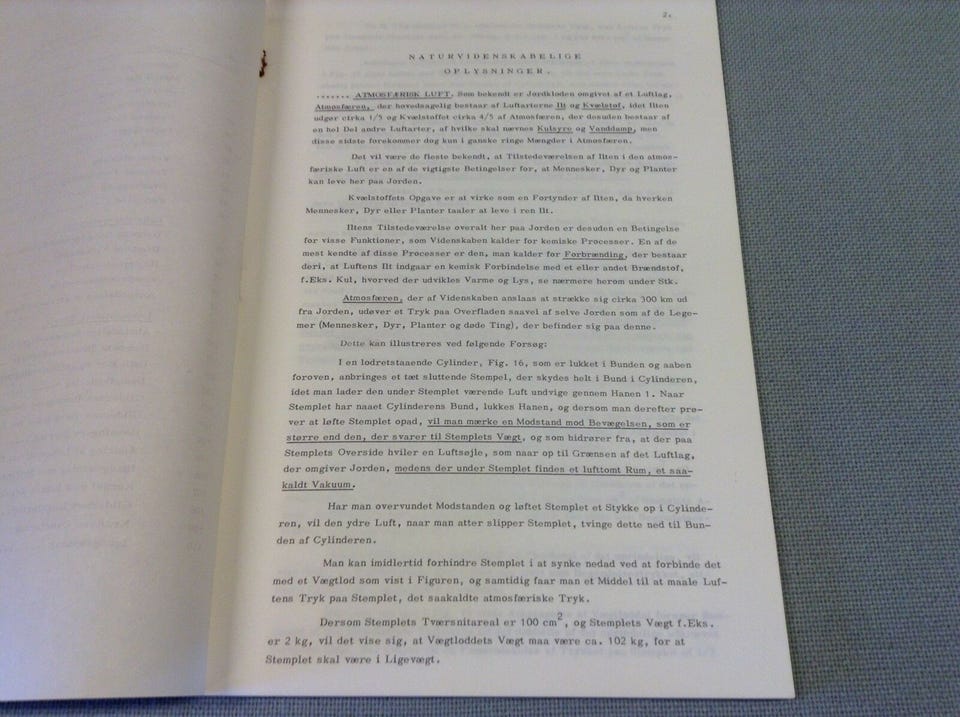 2.
NATURVIDENSKABELIGE
OPLYSNINGER.
....... ATMOSFÆRISK LUFT. Som bekendt er Jordkloden omgivet af et Luftlag,
Atmosfæren, der hovedsagelig bestaar af Luftarterne Ilt og Kvælstof, idet Ilten
udgør cirka 1/5 og Kvælstoffet cirka 4/5 af Atmosfæren, der desuden bestaar af
en hel Del andre Luftarter, af hvilke skal nævnes Kulsyre og Vanddamp, men
disse sidste forekommer dog kun i ganske ringe Mængder i Atmosfæren.
Det vil være de fleste bekendt, at Tilstedeværelsen af Ilten i den atmos-
færiske Luft er en af de vigtigste Betingelser for, at Mennesker, Dyr og Planter
kan leve her paa Jorden.
Kvælstoffets Opgave er at virke som en Fortynder af Ilten, da hverken
Mennesker, Dyr eller Planter taaler at leve i ren Ilt.
Iltens Tilstedeværelse overalt her paa Jorden er desuden en Betingelse
for visse Funktioner, som Videnskaben kalder for kemiske Processer. En af de
mest kendte af disse Processer er den, man kalder for Forbrænding, der bestaar
deri, at Luftens Ilt indgaar en kemisk Forbindelse med et eller andet Brændstof,
f.Eks. Kul, hvorved der udvikles Varme og Lys, se nærmere herom under Stk.
Atmosfæren, der af Videnskaben anslaas at strække sig cirka 300 km ud
fra Jorden, udøver et Tryk paa Overfladen saavel af selve Jorden som af de Lege-
mer (Mennesker, Dyr, Planter og døde Ting), der befinder sig paa denne.
Dette kan illustreres ved følgende Forsøg:
I en lodretstaaende Cylinder, Fig. 16, som er lukket i Bunden og aaben
foroven, anbringes et tæt sluttende Stempel, der skydes helt i Bund i Cylinderen,
idet man lader den under Stemplet værende Luft undvige gennem Hanen 1. Naar
Stemplet har naaet Cylinderens Bund, lukkes Hanen, og dersom man derefter prø-
ver at løfte Stemplet opad, vil man mærke en Modstand mod Bevægelsen, som er
større end den, der svarer til Stemplets Vægt, og som hidrører fra, at der paa
Stemplets Overside hviler en Luftsøjle, som naar op til Grænsen af det Luftlag,
der omgiver Jorden, medens der under Stemplet findes et lufttomt Rum, et saa-
kaldt Vakuum.
Har man overvundet Modstanden og løftet Stemplet et Stykke op i Cylinde-
ren, vil den ydre Luft, naar man atter slipper Stemplet, tvinge dette ned til Bun-
den af Cylinderen.
Man kan imidlertid forhindre Stemplet i at synke nedad ved at forbinde det
med et Vægtlod som vist i Figuren, og samtidig faar man et Middel til at maale Luf-
tens Tryk paa Stemplet, det saakaldte atmosfæriske Tryk.
Dersom Stemplets Tværsnitareal er 100 cm², og Stemplets Vægt f.Eks.
er 2 kg, vil det vise sig, at Vægtloddets Vægt maa være ca. 102 kg, for at
Stemplet skal være i Ligevægt.